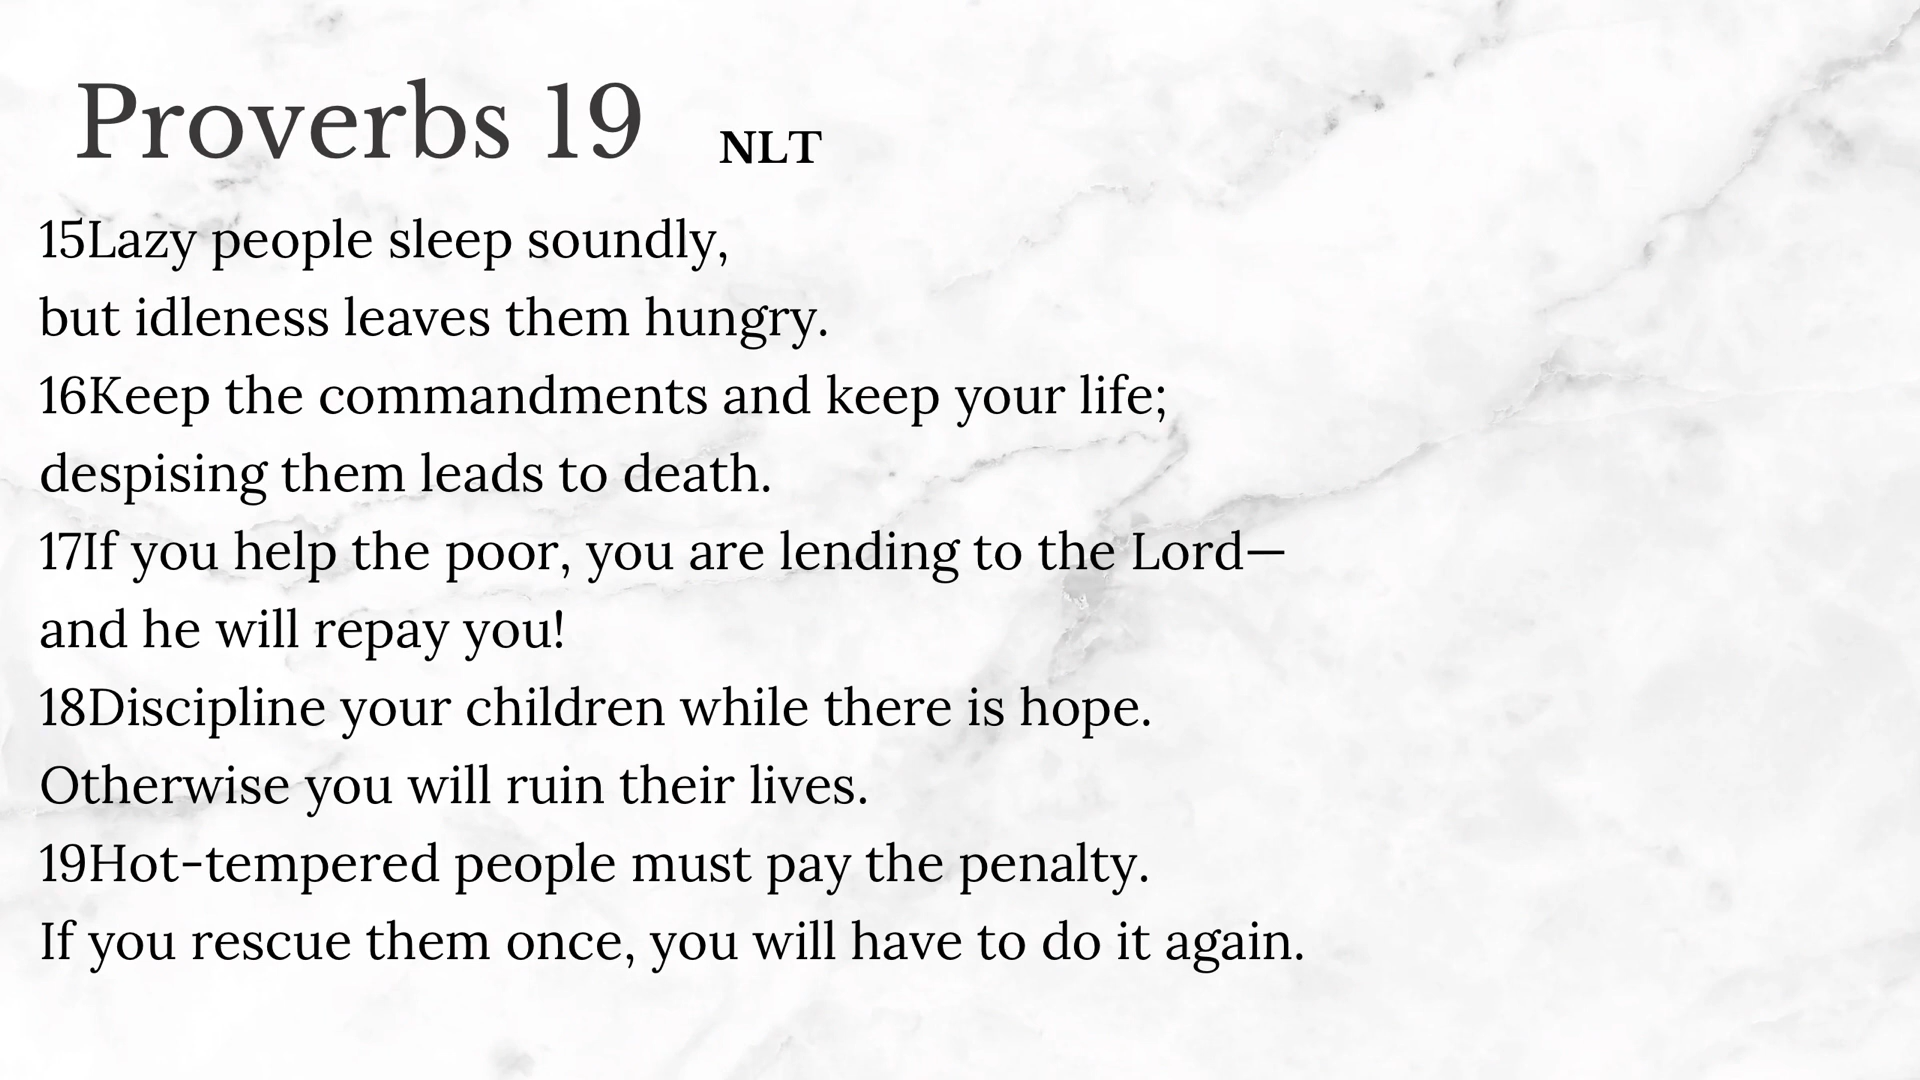 Proverbs 19 NLT
15Lazy people sleep soundly,
but idleness leaves them hungry.
16Keep the commandments and keep your life;
despising them leads to death.
17If you help the poor, you are lending to the Lord—
and he will repay you!
18Discipline your children while there is hope.
Otherwise you will ruin their lives.
19Hot-tempered people must pay the penalty.
If you rescue them once, you will have to do it again.